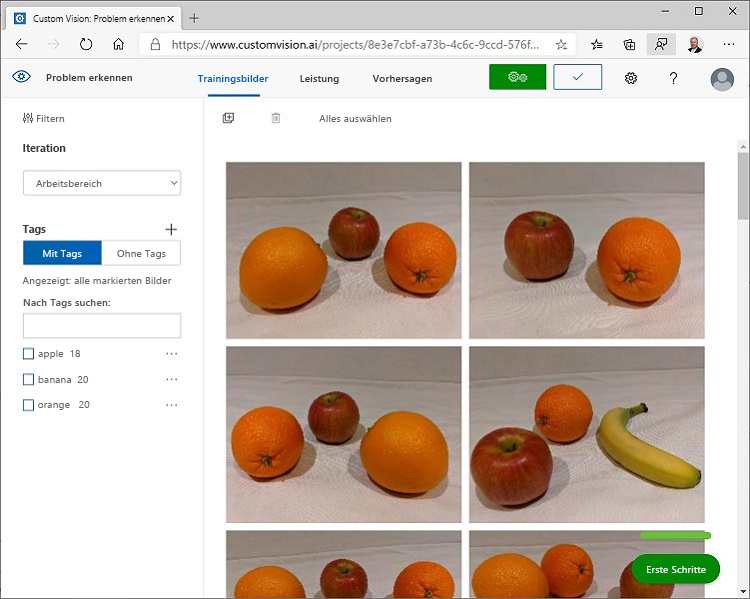 Custom Vision: Problem erkennen
https://www.customvision.ai/projects/8e3e7cbf-a73b-4c6c-9ccd-576f...
Problem erkennen
Trainingsbilder
Leistung
Vorhersagen
Filtern
Alles auswählen
Iteration
Arbeitsbereich
Tags
Mit Tags
Ohne Tags
Angezeigt: alle markierten Bilder
Nach Tags suchen:
apple 18
banana 20
orange 20
Erste Schritte